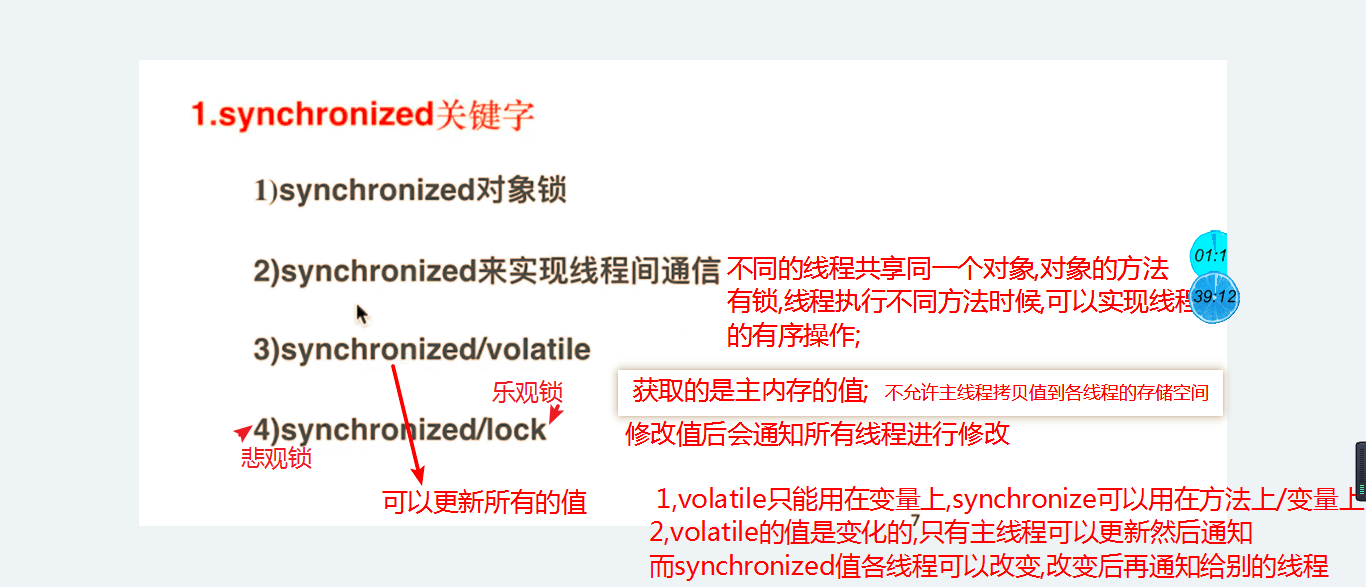 1.synchronized关键字
1)synchronized对象锁
2)synchronized来实现线程间通信
不同的线程共享同一个对象,对象的方法
有锁,线程执行不同方法时候,可以实现线程
的有序操作;
01:1
39:12
3)synchronized/volatile
乐观锁
获取的是主内存的值; 不允许主线程拷贝值到各线程的存储空间
4)synchronized/lock
修改值后会通知所有线程进行修改
悲观锁
可以更新所有的值
1,volatile只能用在变量上,synchronize可以用在方法上/变量上
7
2,volatile的值是变化的,只有主线程可以更新然后通知
而synchronized值各线程可以改变,改变后再通知给别的线程